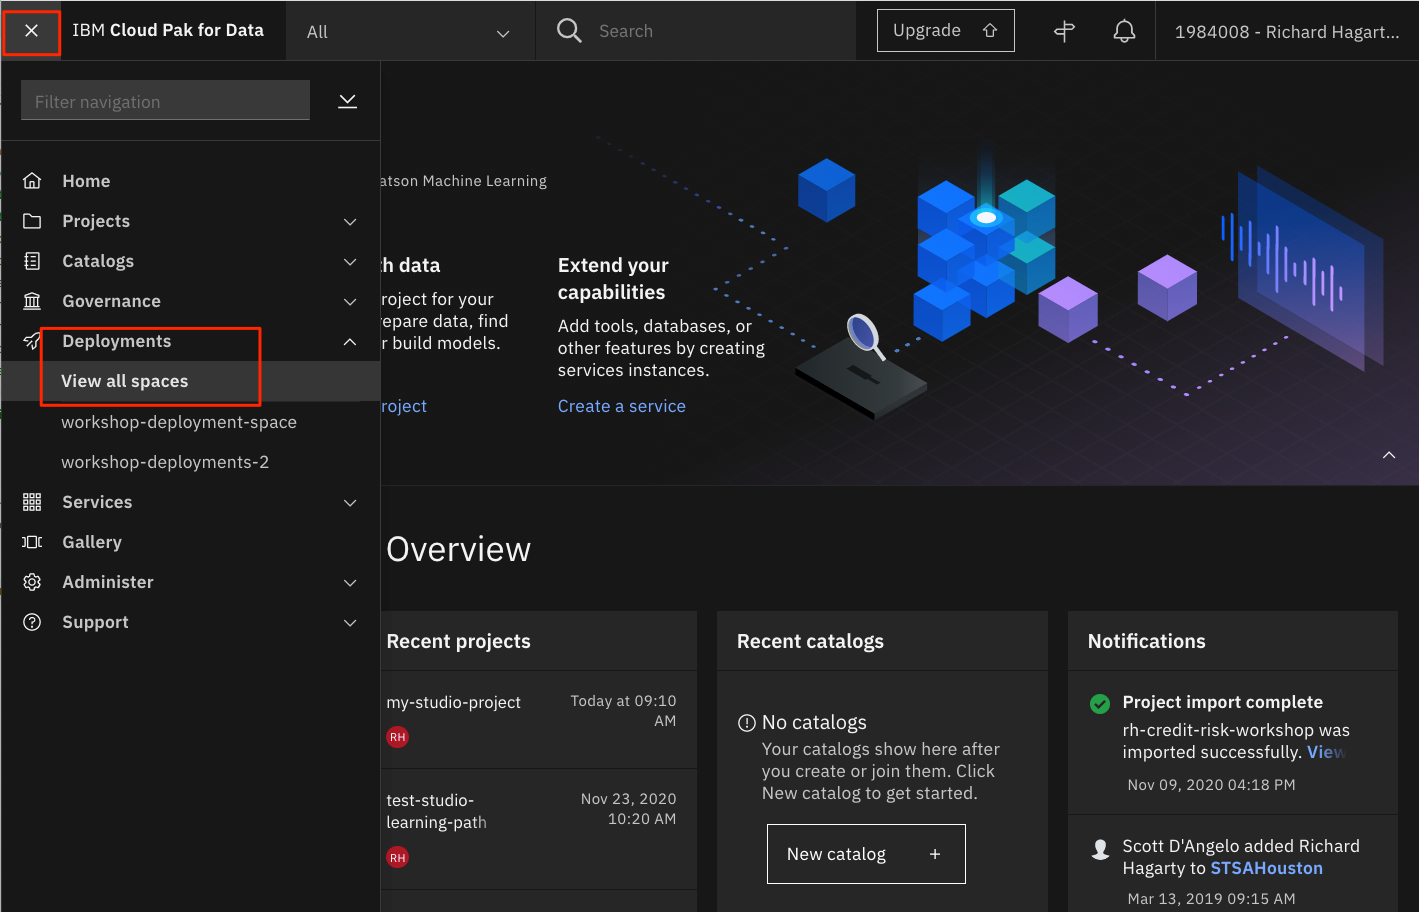 IBM Cloud Pak for Data
All
Search
Upgrade
1984008 - Richard Hagart...
Filter navigation
Home
Projects
Catalogs
Governance
Deployments
View all spaces
workshop-deployment-space
workshop-deployments-2
Services
Gallery
Administer
Support
atson Machine Learning
h data
roject for your
repare data, find
r build models.
roject
Extend your
capabilities
Add tools, databases, or
other features by creating
services instances.
Create a service
Overview
Recent projects
my-studio-project
Today at 09:10
AM
RH
test-studio-
learning-path
Nov 23, 2020
10:20 AM
RH
Recent catalogs
No catalogs
Your catalogs show here after
you create or join them. Click
New catalog to get started.
New catalog +
Notifications
Project import complete
rh-credit-risk-workshop was
imported successfully. View
Nov 09, 2020 04:18 PM
Scott D'Angelo added Richard
Hagarty to STSAHouston
Mar 13, 2019 09:15 AM